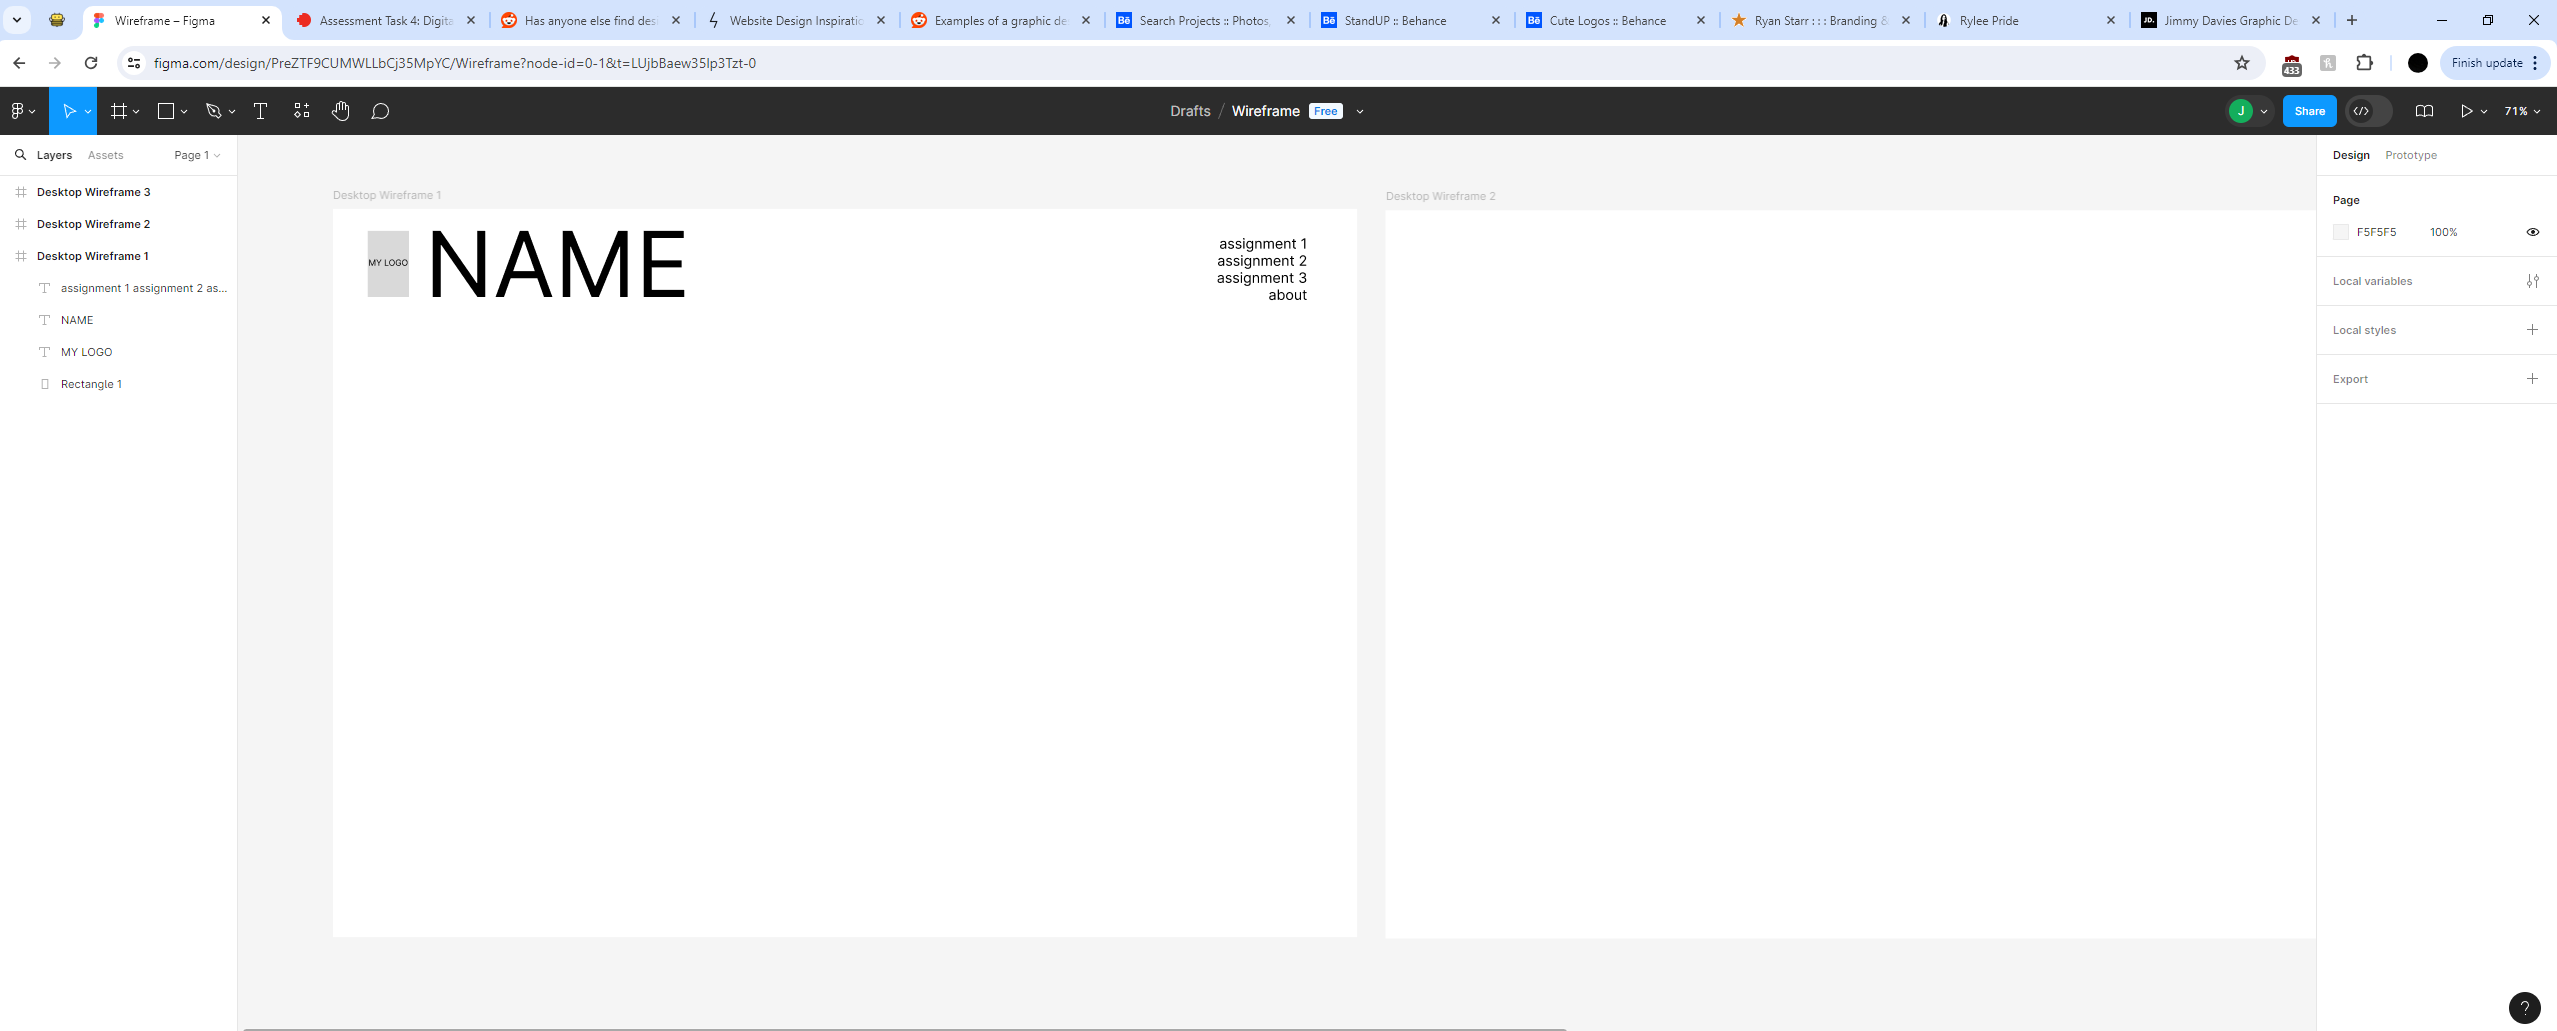 Wireframe – Figma
Assessment Task 4: Digita
Has anyone else find desi
Website Design Inspiratio
Examples of a graphic de
Search Projects :: Photos,
StandUP :: Behance
Cute Logos :: Behance
Ryan Starr : : : Branding &
Rylee Pride
Jimmy Davies Graphic De
figma.com/design/PreZTF9CUMWLLbCj35MpYC/Wireframe?node-id=0-1&t=LUjbBaew35lp3Tzt-0
433
Finish update
Drafts / Wireframe Free
J
Share
71%
Layers Assets Page 1
Desktop Wireframe 3
Desktop Wireframe 2
Desktop Wireframe 1
assignment 1 assignment 2 as...
NAME
MY LOGO
Rectangle 1
Desktop Wireframe 1
MY LOGO
NAME
assignment 1
assignment 2
assignment 3
about
Desktop Wireframe 2
Design Prototype
Page
F5F5F5 100%
Local variables
Local styles
Export
?